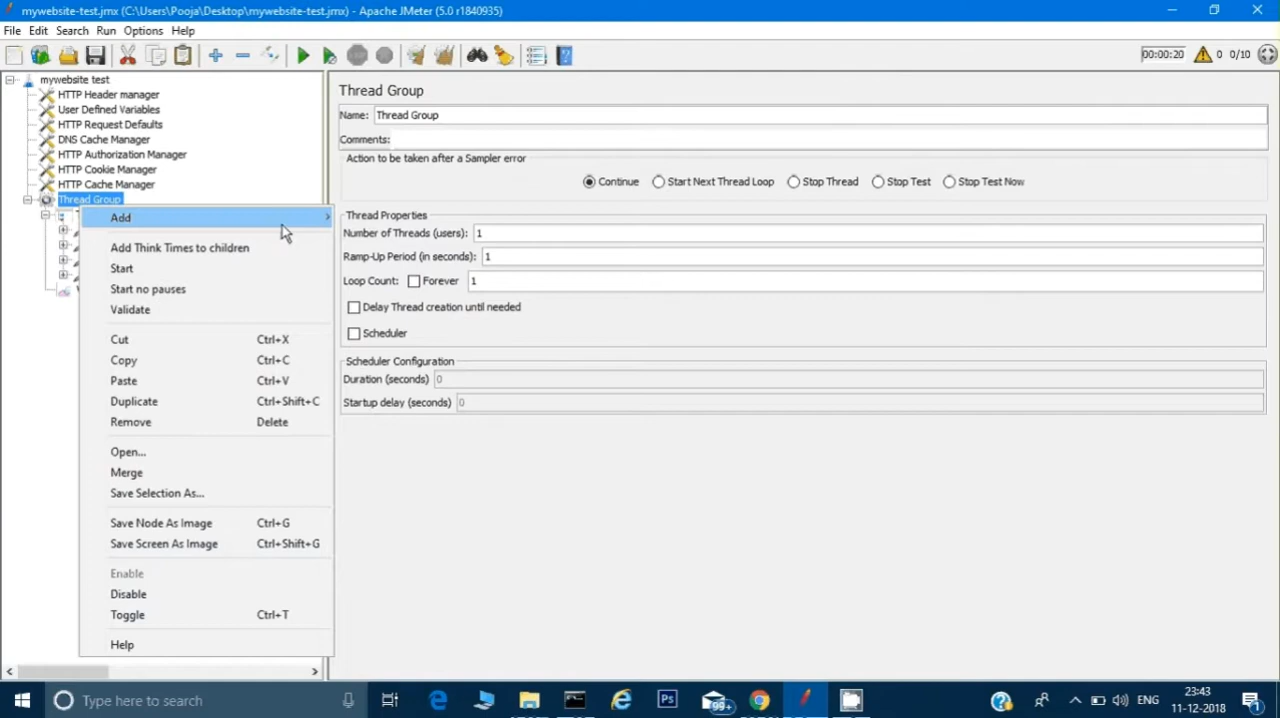 mywebsite-test.jmx (C:\Users\Pooja\Desktop\mywebsite-test.jmx) - Apache JMeter (5.0 r1840935)
File Edit Search Run Options Help
00:00:20 0 0/10
mywebsite test
HTTP Header manager
User Defined Variables
HTTP Request Defaults
DNS Cache Manager
HTTP Authorization Manager
HTTP Cookie Manager
HTTP Cache Manager
Thread Group
Add
Add Think Times to children
Start
Start no pauses
Validate
Cut Ctrl+X
Copy Ctrl+C
Paste Ctrl+V
Duplicate Ctrl+Shift+C
Remove Delete
Open...
Merge
Save Selection As...
Save Node As Image Ctrl+G
Save Screen As Image Ctrl+Shift+G
Enable
Disable
Toggle Ctrl+T
Help
Thread Group
Name: Thread Group
Comments:
Action to be taken after a Sampler error
Continue Start Next Thread Loop Stop Thread Stop Test Stop Test Now
Thread Properties
Number of Threads (users): 1
Ramp-Up Period (in seconds): 1
Loop Count: Forever 1
Delay Thread creation until needed
Scheduler
Scheduler Configuration
Duration (seconds) 0
Startup delay (seconds) 0
Type here to search
Ps
99+
ENG
23:43
11-12-2018
1